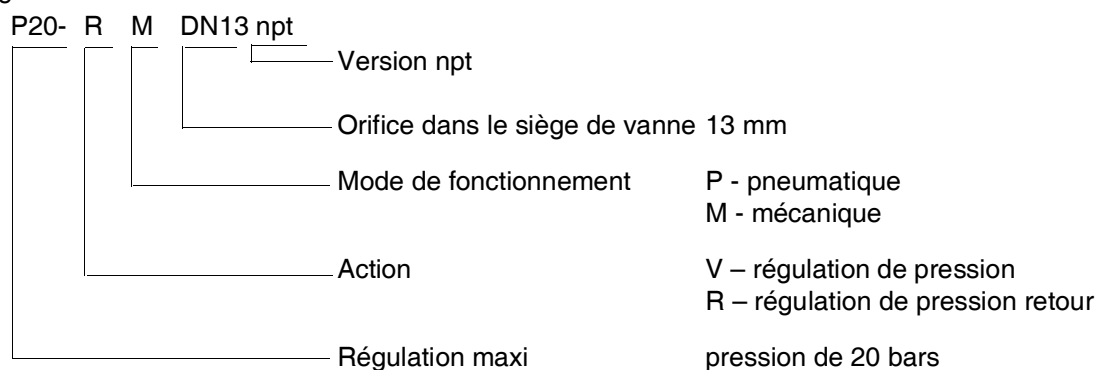 P20- R M DN13 npt
Version npt
Orifice dans le siège de vanne 13 mm
Mode de fonctionnement P - pneumatique
M - mécanique
Action V – régulation de pression
R – régulation de pression retour
Régulation maxi pression de 20 bars